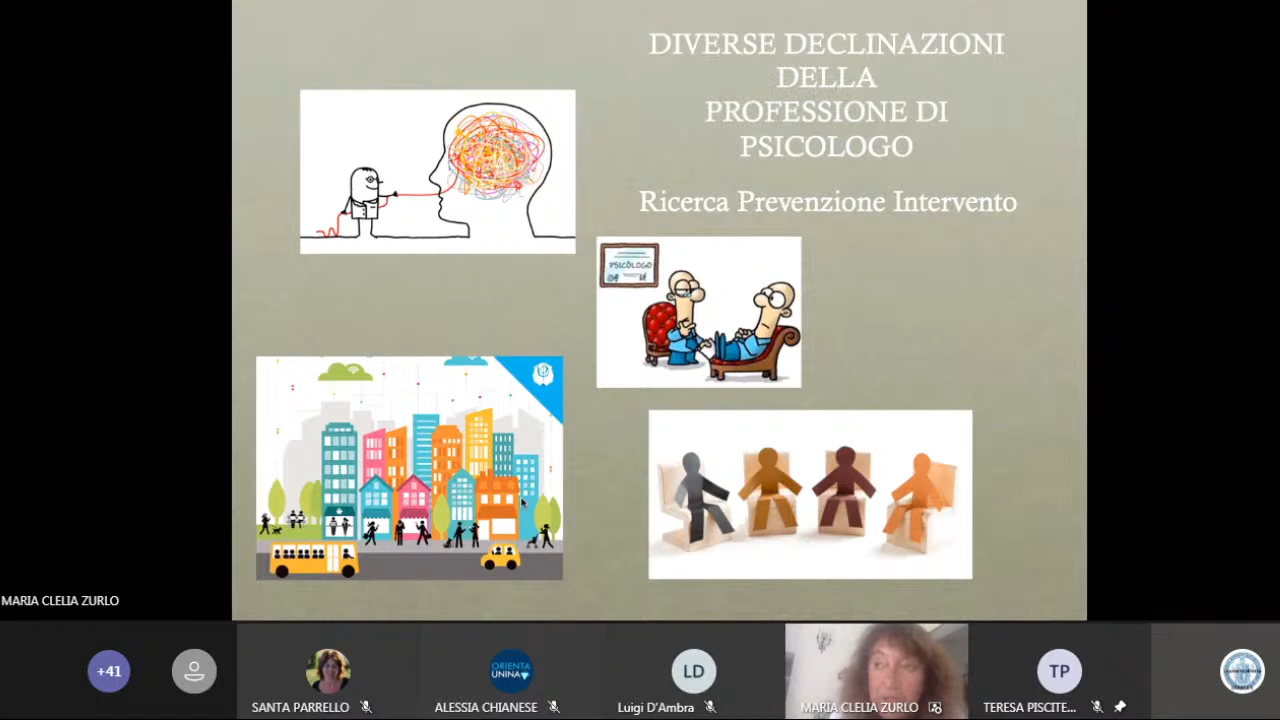 DIVERSE DECLINAZIONI
DELLA
PROFESSIONE DI
PSICOLOGO
Ricerca Prevenzione Intervento
PSICÓLOGO
MARIA CLELIA ZURLO
+41
SANTA PARRELLO
ORIENTA
UNINA
ALESSIA CHIANESE
LD
Luigi D'Ambra
MARIA CLELIA ZURLO
TP
TERESA PISCITE...